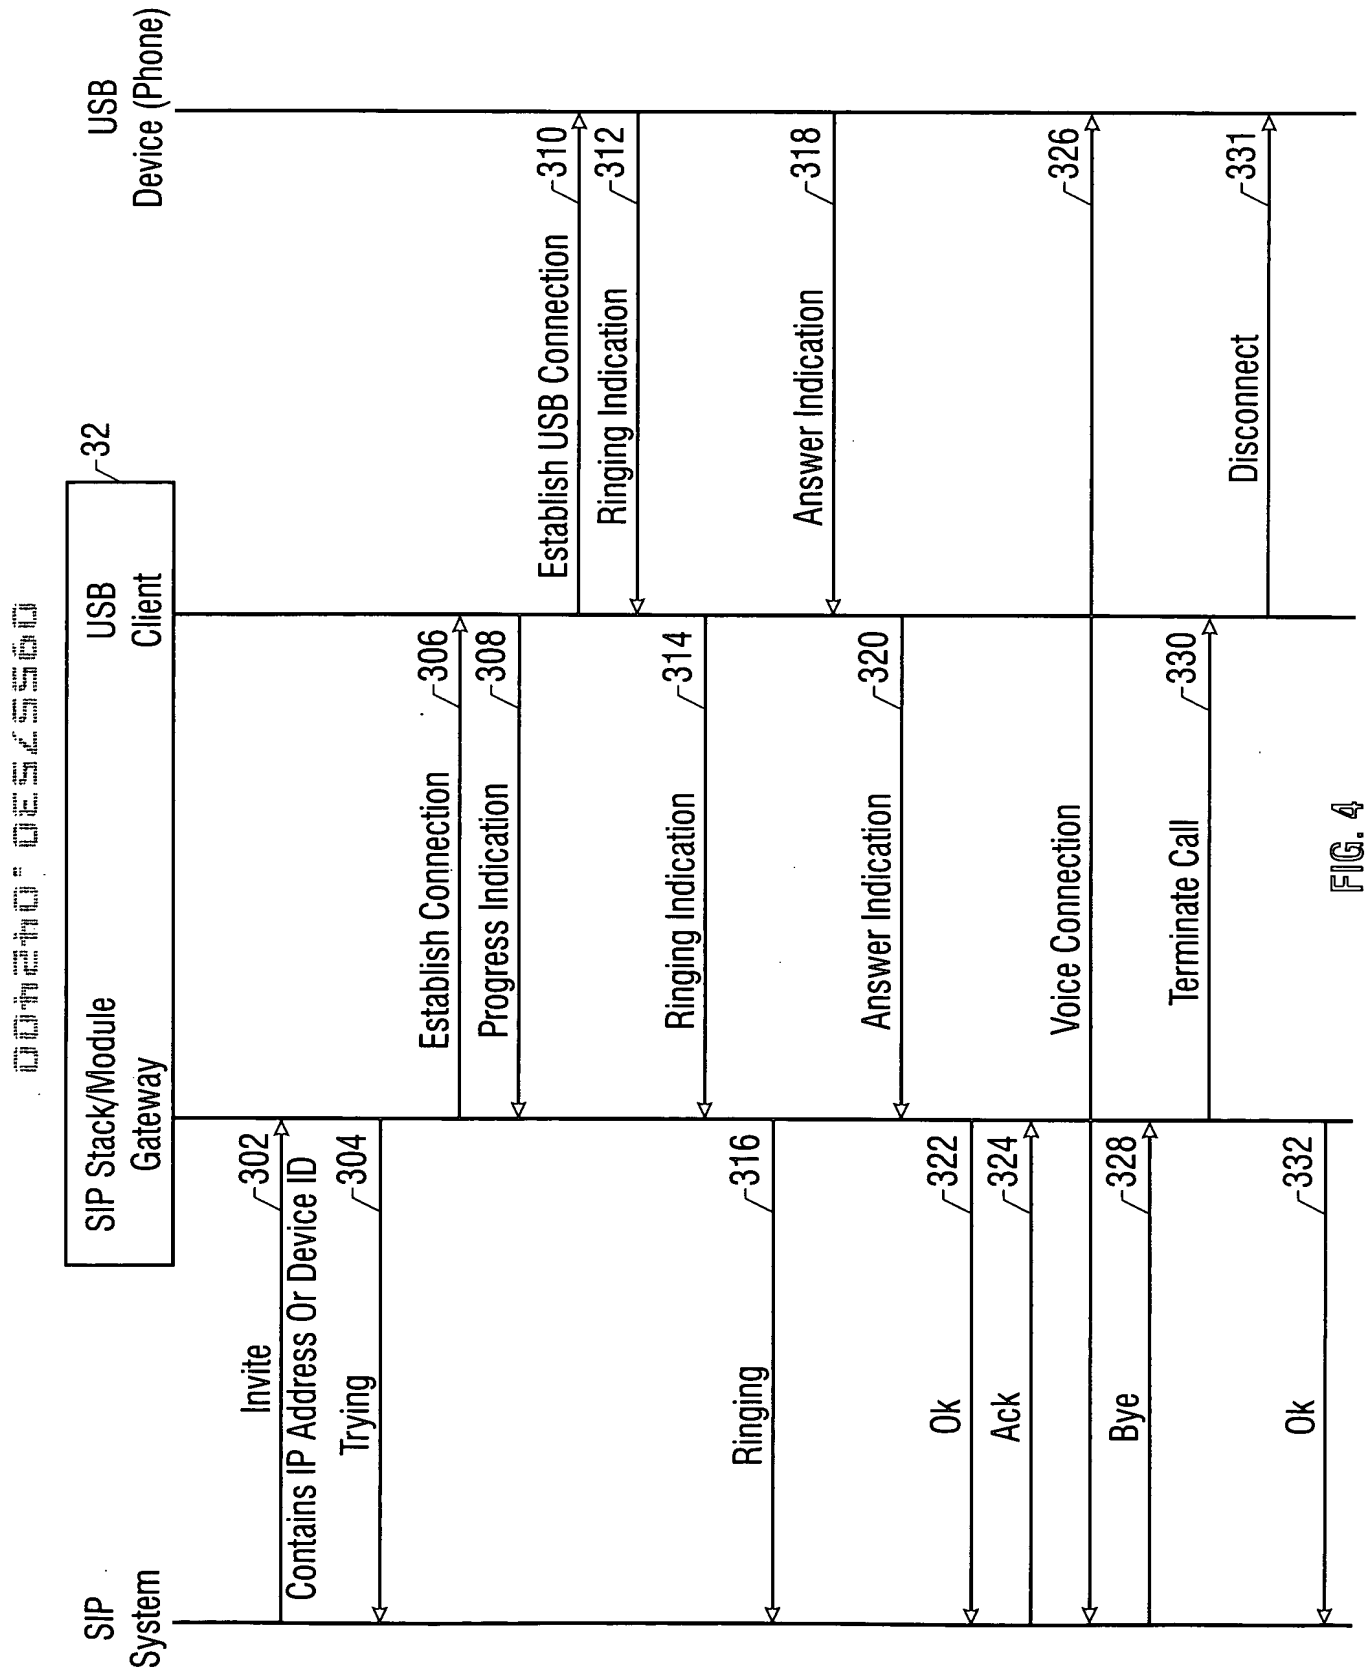 SIP
System
SIP Stack/Module
Gateway
USB
Client
32
USB
Device (Phone)
Invite
302
Contains IP Address Or Device ID
Trying
304
Establish Connection
306
Progress Indication
308
Establish USB Connection
310
Ringing Indication
312
Ringing Indication
314
Ringing
316
Answer Indication
318
Answer Indication
320
Ok
322
Ack
324
Voice Connection
326
Bye
328
Terminate Call
330
Disconnect
331
Ok
332
FIG. 4